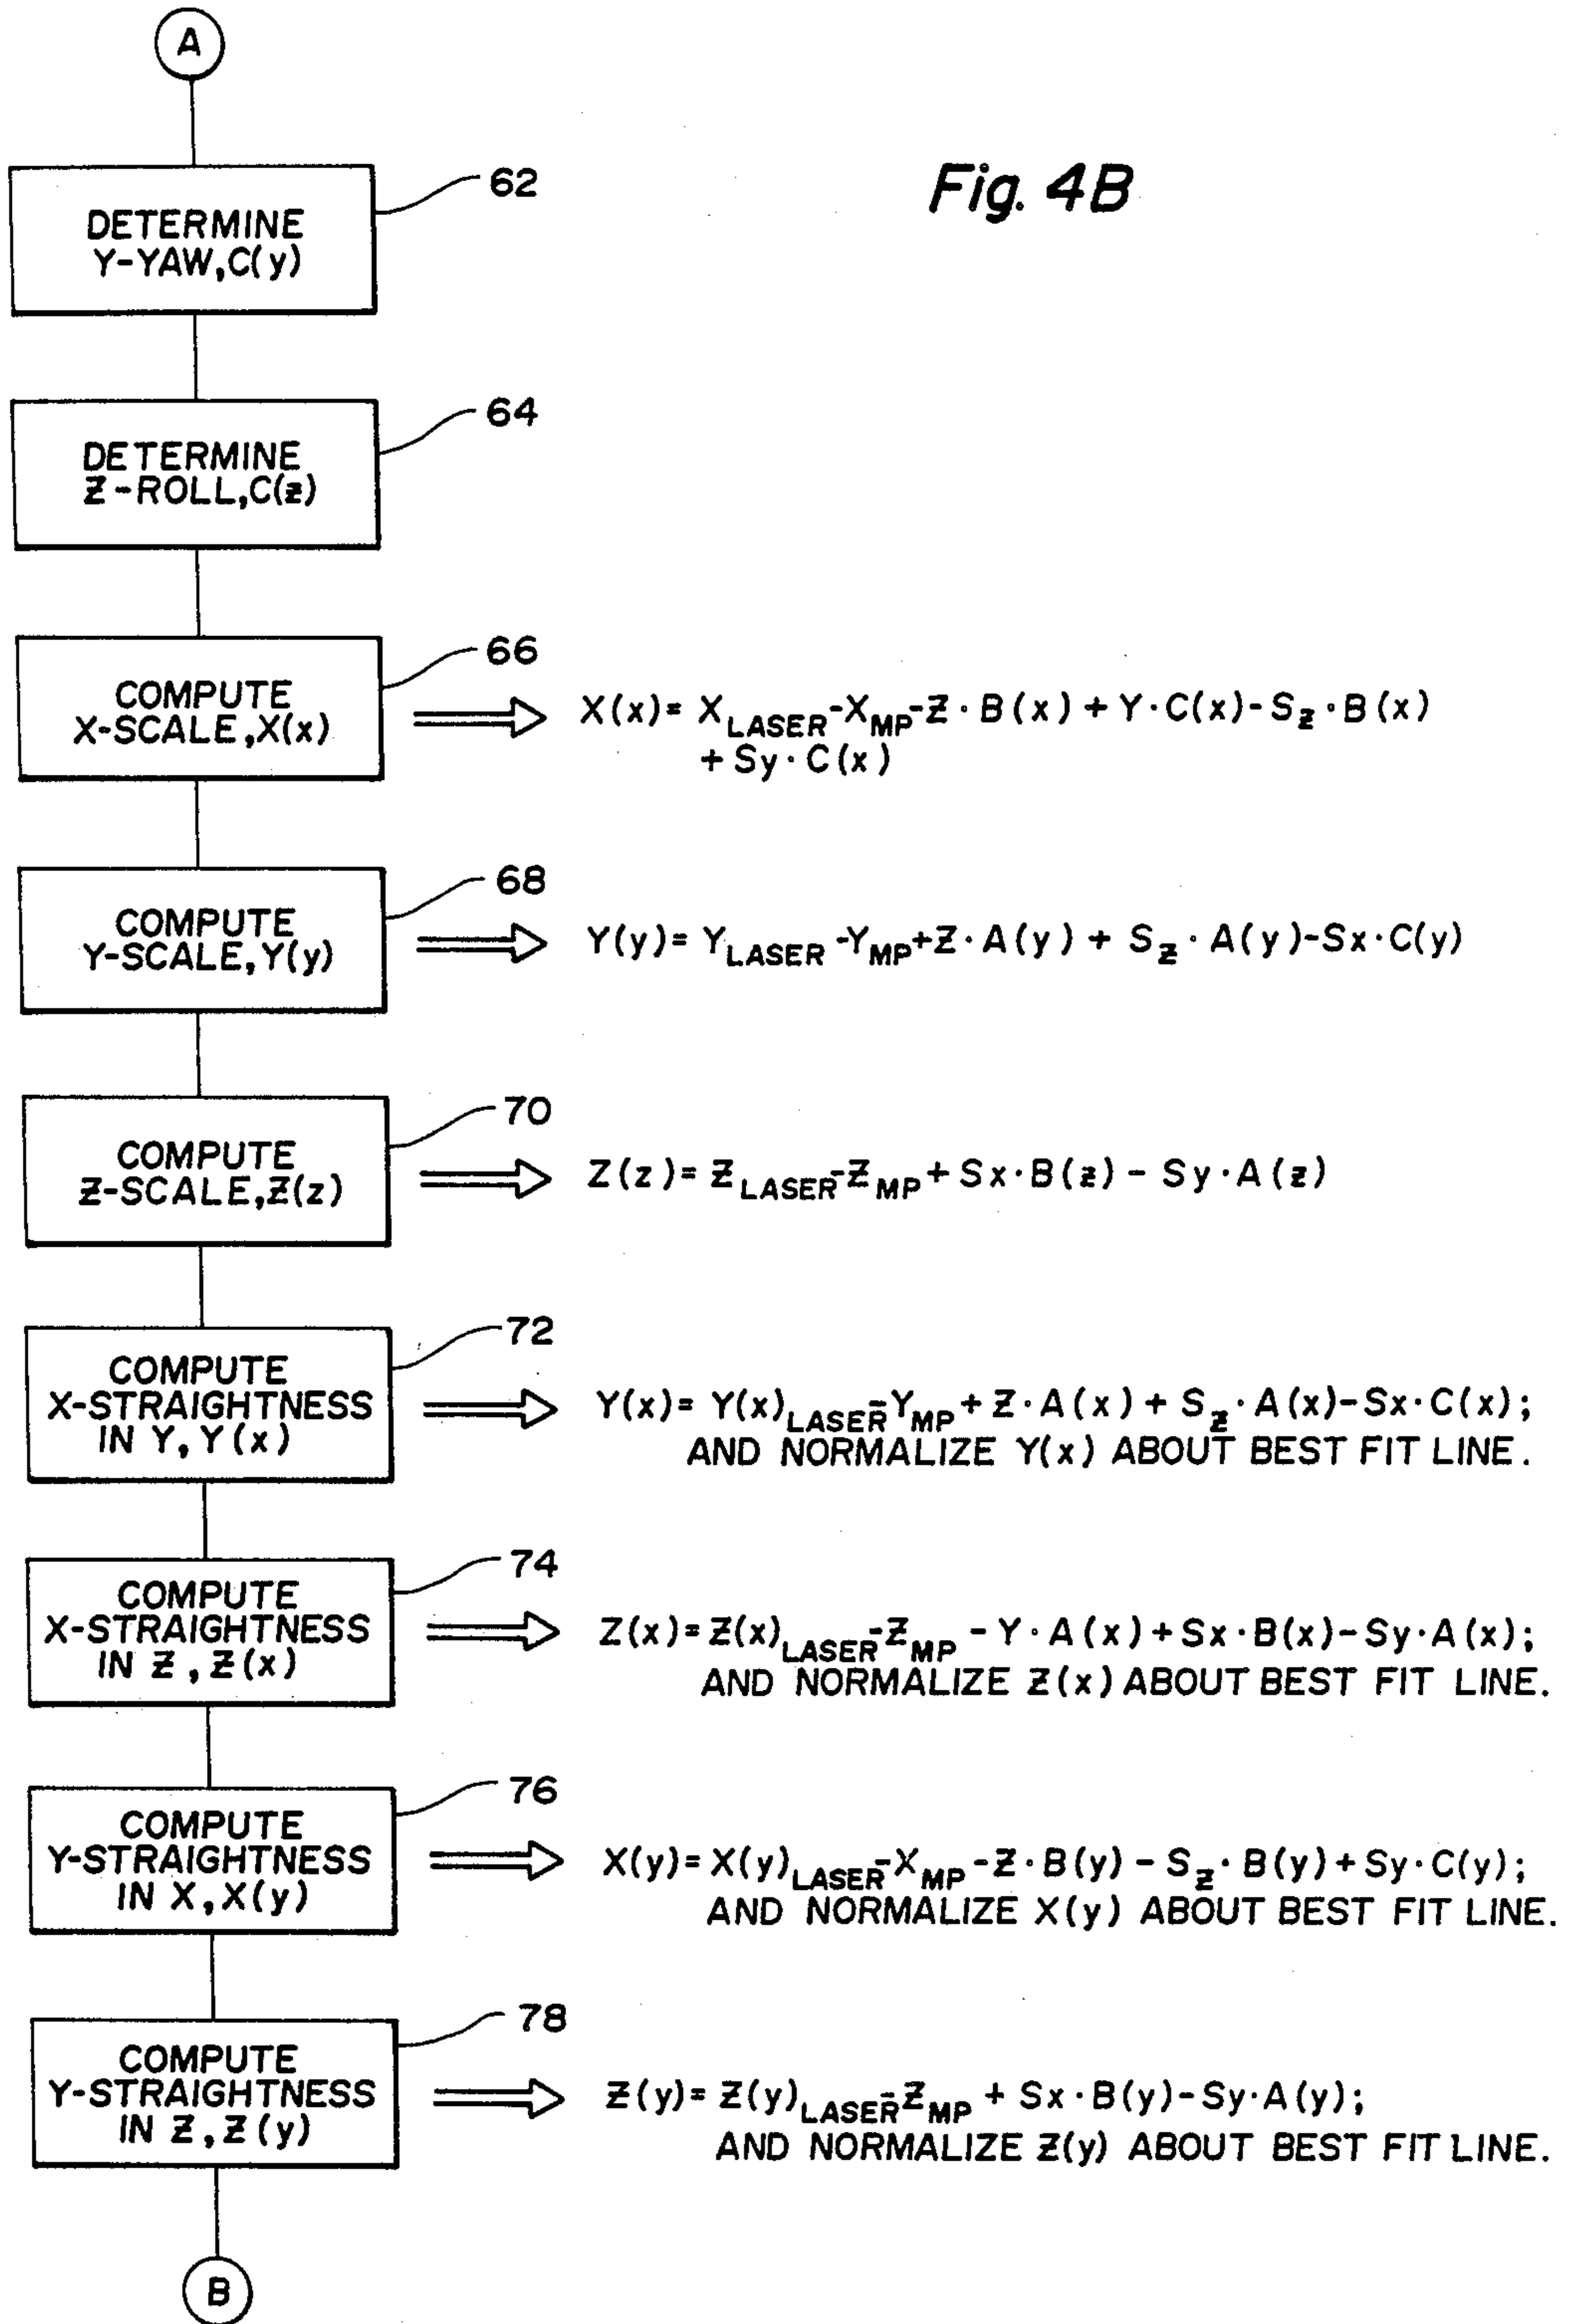 A
Fig. 4B
62
DETERMINE
Y-YAW,C(y)
64
DETERMINE
Z-ROLL,C(z)
66
COMPUTE
X-SCALE,X(x)
X(x)= X_LASER-X_MP-Z·B(x)+Y·C(x)-S_Z·B(x)
+Sy·C(x)
68
COMPUTE
Y-SCALE,Y(y)
Y(y)= Y_LASER-Y_MP+Z·A(y)+ S_Z·A(y)-Sx·C(y)
70
COMPUTE
Z-SCALE,Z(z)
Z(z)= Z_LASER-Z_MP+Sx·B(z)-Sy·A(z)
72
COMPUTE
X-STRAIGHTNESS
IN Y,Y(x)
Y(x)= Y(x)_LASER-Y_MP+Z·A(x)+S_Z·A(x)-Sx·C(x);
AND NORMALIZE Y(x) ABOUT BEST FIT LINE.
74
COMPUTE
X-STRAIGHTNESS
IN Z,Z(x)
Z(x)=Z(x)_LASER-Z_MP-Y·A(x)+Sx·B(x)-Sy·A(x);
AND NORMALIZE Z(x) ABOUT BEST FIT LINE.
76
COMPUTE
Y-STRAIGHTNESS
IN X,X(y)
X(y)=X(y)_LASER-X_MP-Z·B(y)-S_Z·B(y)+Sy·C(y);
AND NORMALIZE X(y) ABOUT BEST FIT LINE.
78
COMPUTE
Y-STRAIGHTNESS
IN Z,Z(y)
Z(y)=Z(y)_LASER-Z_MP+Sx·B(y)-Sy·A(y);
AND NORMALIZE Z(y) ABOUT BEST FIT LINE.
B